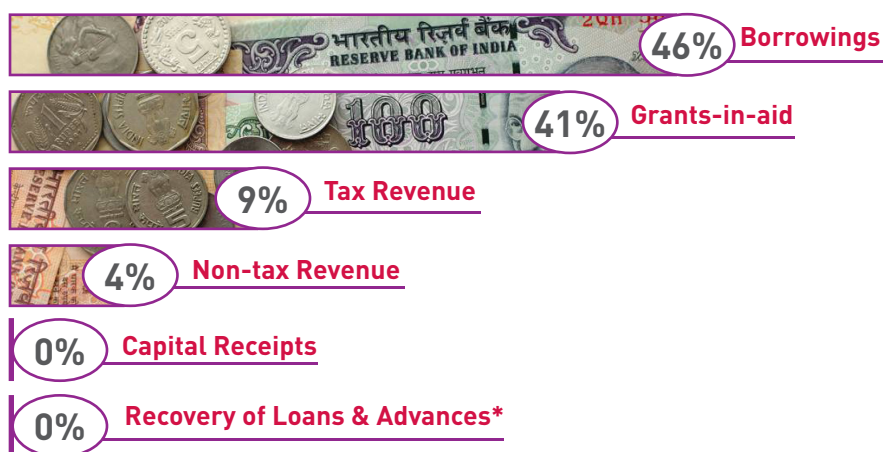 भारतीय रिज़र्व बैंक
RESERVE BANK OF INDIA
46% Borrowings
100
41% Grants-in-aid
9% Tax Revenue
4% Non-tax Revenue
0% Capital Receipts
0% Recovery of Loans & Advances*